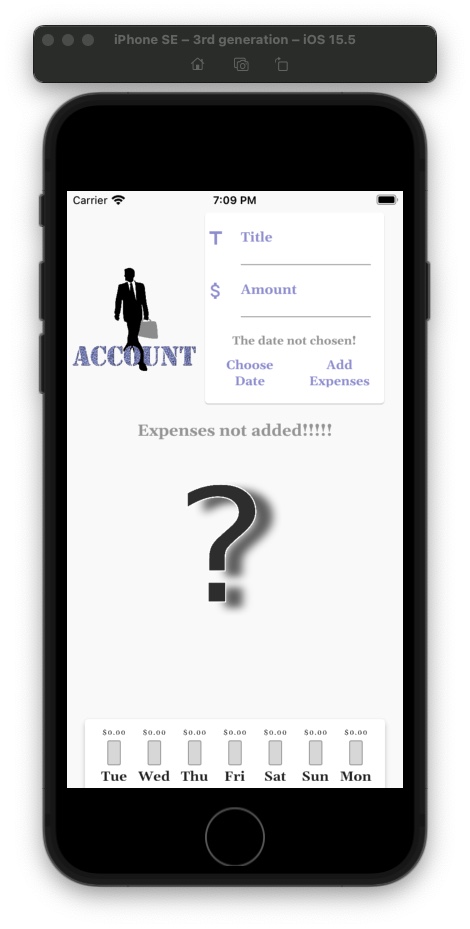 iPhone SE – 3rd generation – iOS 15.5
Carrier 7:09 PM
T Title
$ Amount
ACCOUNT
The date not chosen!
Choose Date
Add Expenses
Expenses not added!!!!!
?
$0.00 $0.00 $0.00 $0.00 $0.00 $0.00 $0.00
Tue Wed Thu Fri Sat Sun Mon